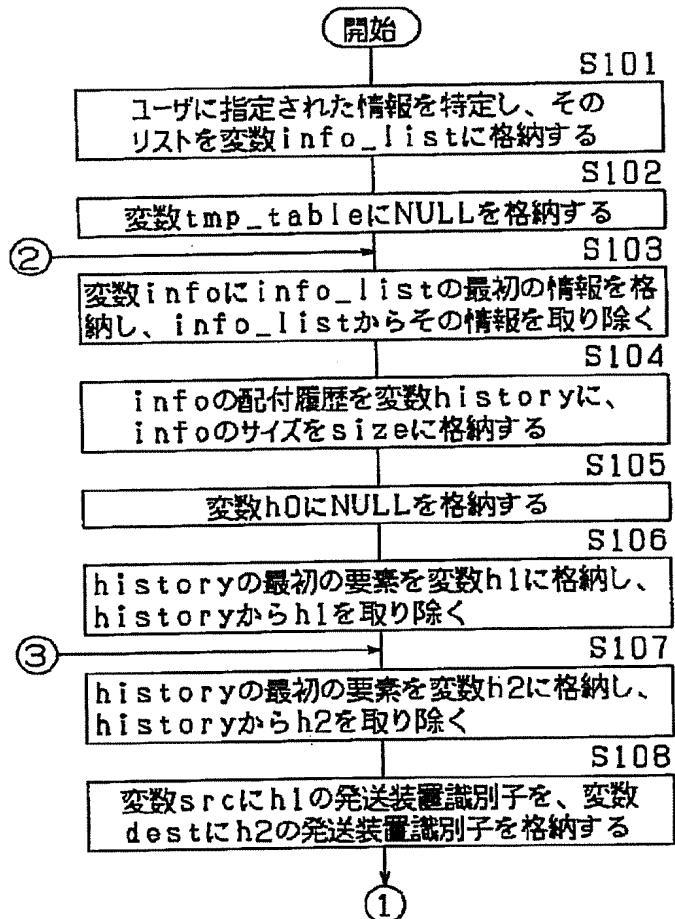 開始
S101
ユーザに指定された情報を特定し、その
リストを変数info_listに格納する
S102
変数tmp_tableにNULLを格納する
②
S103
変数infoにinfo_listの最初の情報を格
納し、info_listからその情報を取り除く
S104
infoの配付履歴を変数historyに、
infoのサイズをsizeに格納する
S105
変数h0にNULLを格納する
S106
historyの最初の要素を変数h1に格納し、
historyからh1を取り除く
③
S107
historyの最初の要素を変数h2に格納し、
historyからh2を取り除く
S108
変数srcにh1の発送装置識別子を、変数
destにh2の発送装置識別子を格納する
①